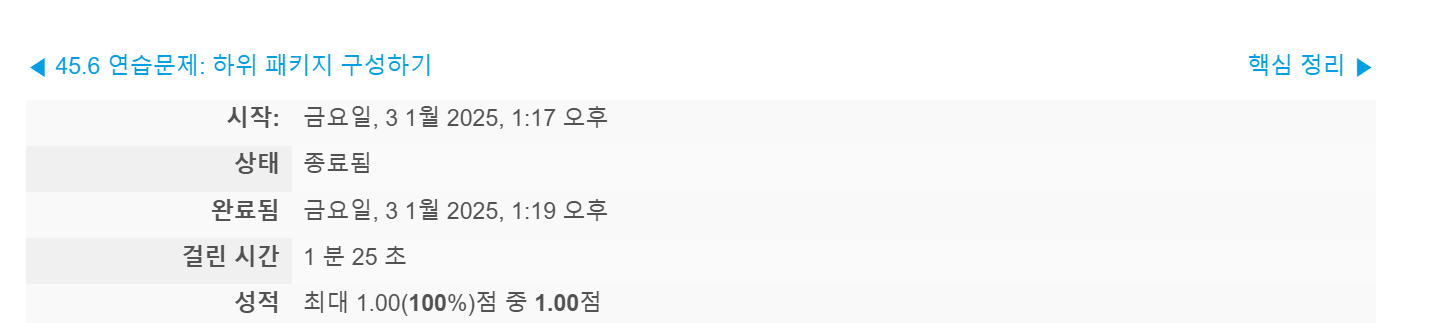 ◀ 45.6 연습문제: 하위 패키지 구성하기 핵심 정리 ▶
시작: 금요일, 3 1월 2025, 1:17 오후
상태 종료됨
완료됨 금요일, 3 1월 2025, 1:19 오후
걸린 시간 1 분 25 초
성적 최대 1.00(100%)점 중 1.00점